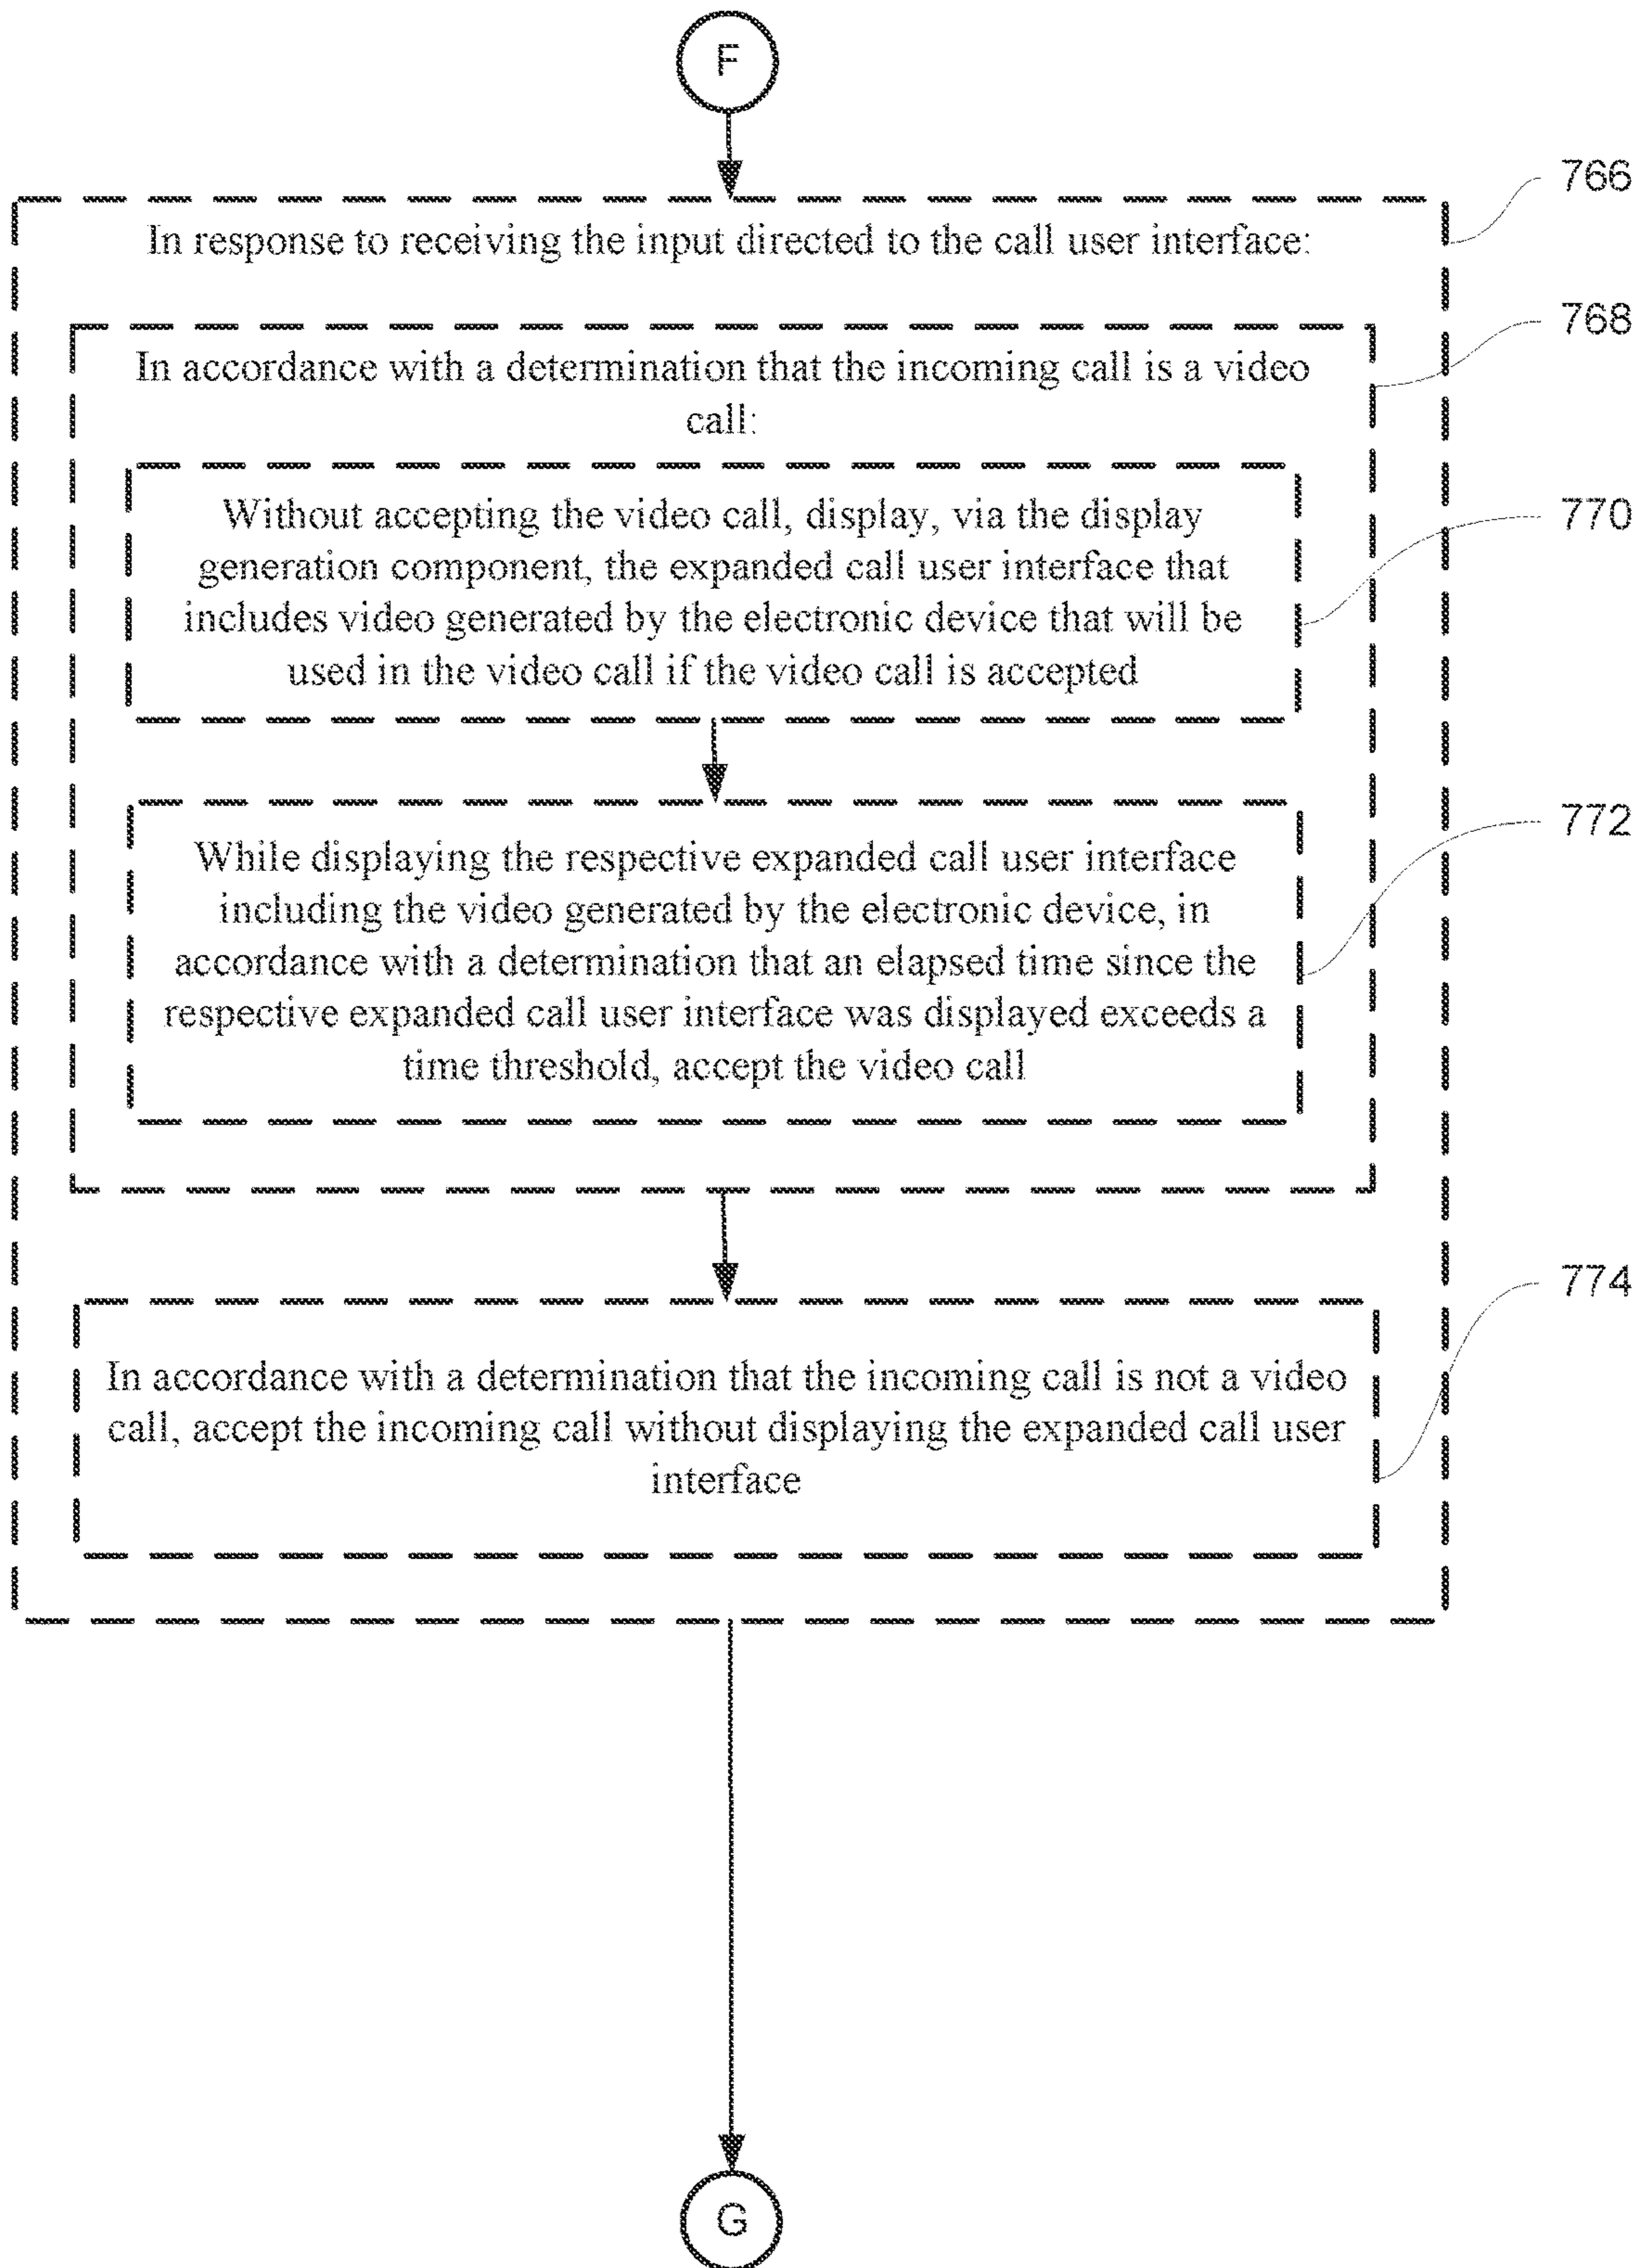 F
766
In response to receiving the input directed to the call user interface:
768
In accordance with a determination that the incoming call is a video
call:
770
Without accepting the video call, display, via the display
generation component, the expanded call user interface that
includes video generated by the electronic device that will be
used in the video call if the video call is accepted
772
While displaying the respective expanded call user interface
including the video generated by the electronic device, in
accordance with a determination that an elapsed time since the
respective expanded call user interface was displayed exceeds a
time threshold, accept the video call
774
In accordance with a determination that the incoming call is not a video
call, accept the incoming call without displaying the expanded call user
interface
G